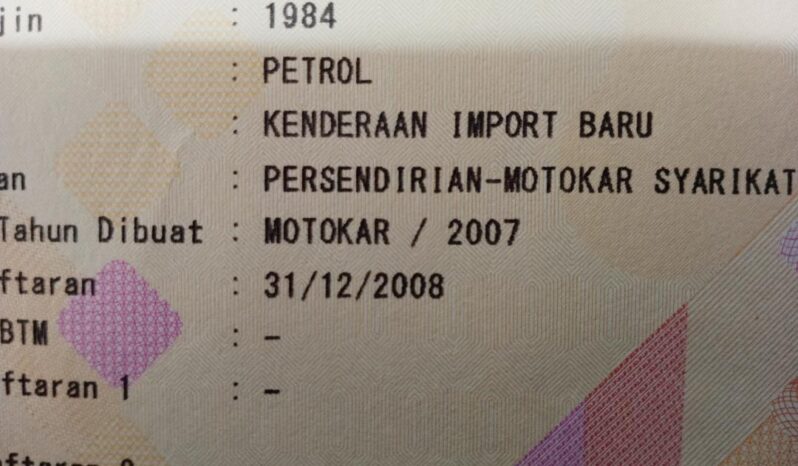 jin : 1984
: PETROL
: KENDERAAN IMPORT BARU
an : PERSENDIRIAN-MOTOKAR SYARIKAT
Tahun Dibuat : MOTOKAR / 2007
ftaran : 31/12/2008
BTM : -
ftaran 1 : -